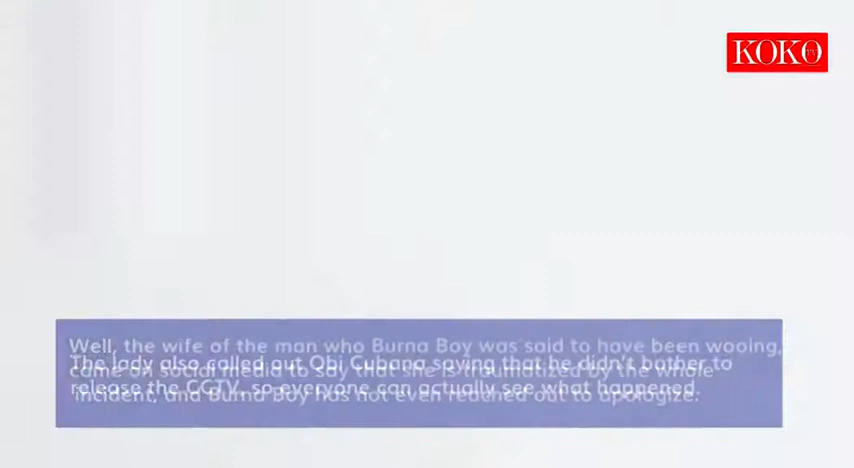 KOKO
TV
Well, the wife of the man who Burna Boy was said to have been wooing,
came on social media to say that she is traumatized by the whole
incident, and Burna Boy has not even reached out to apologize.
The lady also called out Obi Cubana saying that he didn't bother to
release the CCTV, so everyone can actually see what happened.